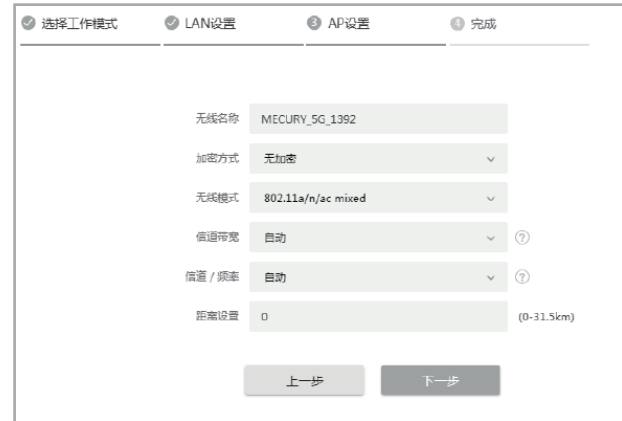 选择工作模式 LAN设置 3 AP设置 4 完成
无线名称 MECURY_5G_1392
加密方式 无加密
无线模式 802.11a/n/ac mixed
信道带宽 自动 ?
信道 / 频率 自动 ?
距离设置 0 (0-31.5km)
上一步 下一步